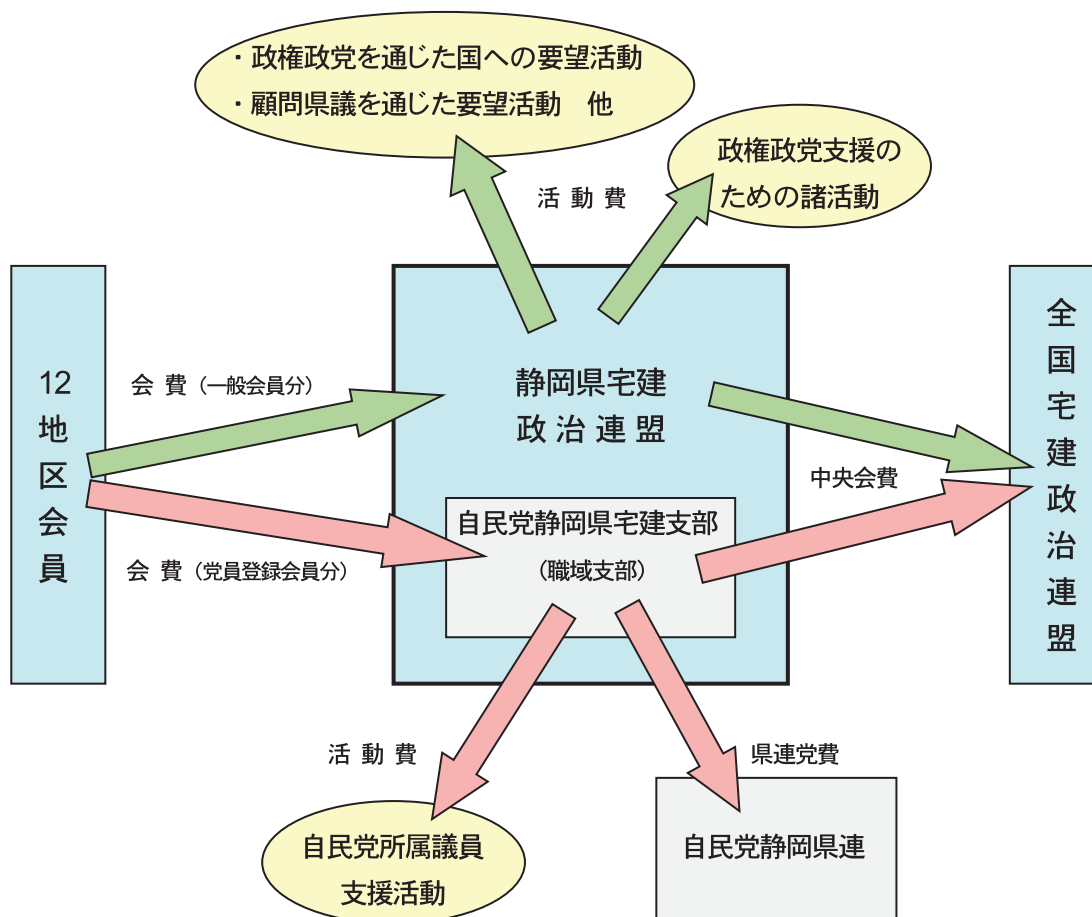 ・政権政党を通じた国への要望活動
・顧問県議を通じた要望活動　他
政権政党支援の
ための諸活動
活 動 費
12
地
区
会
員
会 費（一般会員分）
会 費（党員登録会員分）
静岡県宅建
政 治 連 盟
自民党静岡県宅建支部
（職域支部）
中央会費
全
国
宅
建
政
治
連
盟
活 動 費
県連党費
自民党所属議員
支援活動
自民党静岡県連